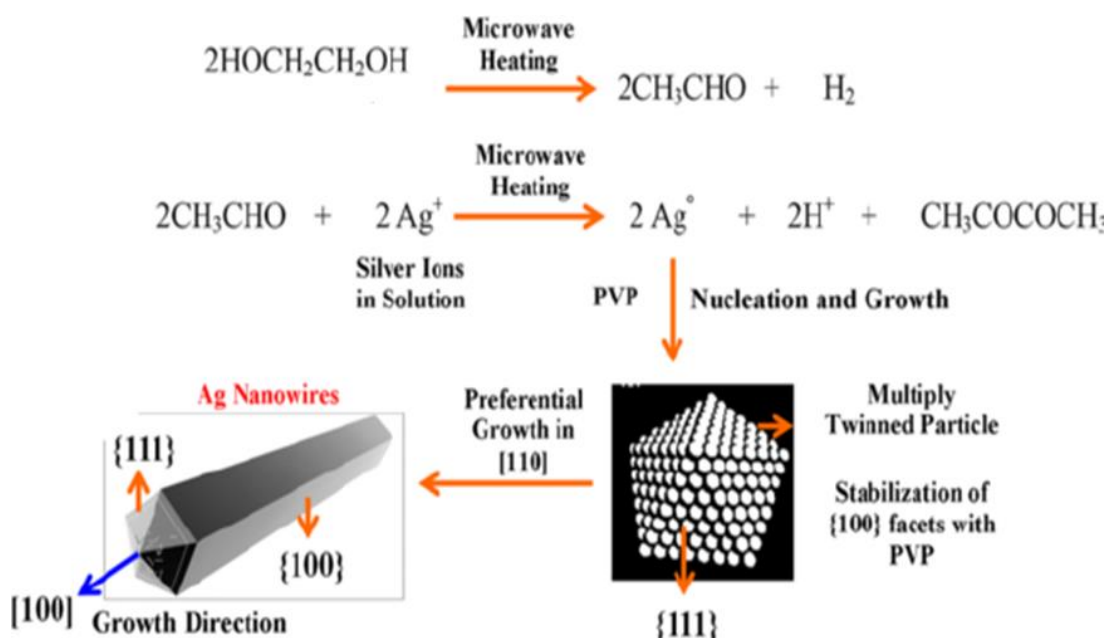 2HOCH₂CH₂OH
Microwave
Heating
2CH₃CHO + H₂
2CH₃CHO + 2 Ag⁺
Microwave
Heating
2 Ag° + 2H⁺ + CH₃COCOCH₃
Silver Ions
in Solution
PVP
Nucleation and Growth
Ag Nanowires
{111}
{100}
[100]
Growth Direction
Preferential
Growth in
[110]
Multiply
Twinned Particle
Stabilization of
{100} facets with
PVP
{111}